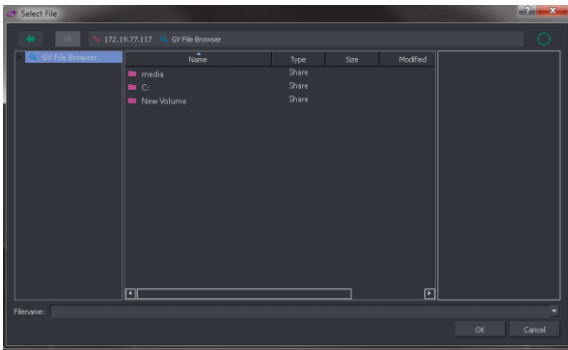 Select File
172.19.77.117 GV File Browser
GV File Browser
Name Type Size Modified
media Share
C: Share
New Volume Share
Filename:
OK Cancel